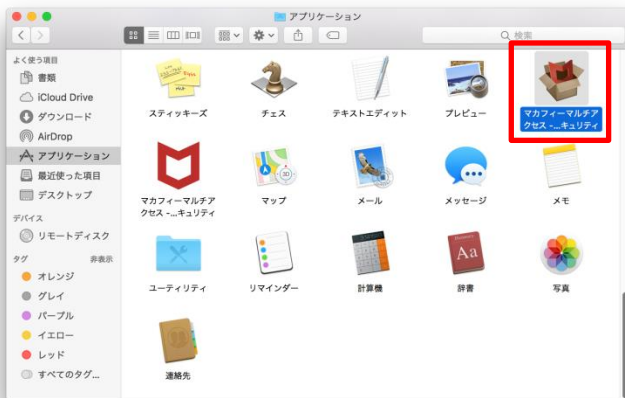 アプリケーション
検索
よく使う項目
書類
iCloud Drive
ダウンロード
AirDrop
アプリケーション
最近使った項目
デスクトップ
デバイス
リモートディスク
タグ
非表示
オレンジ
グレイ
パープル
イエロー
レッド
すべてのタグ...
スティッキーズ
チェス
テキストエディット
プレビュー
マカフィーマルチア
クセス -...キュリティ
マカフィーマルチア
クセス -...キュリティ
マップ
メール
メッセージ
メモ
ユーティリティ
リマインダー
計算機
辞書
Aa
写真
連絡先